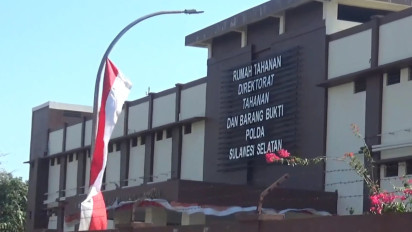 RUMAH TAHANAN
DIREKTORAT
TAHANAN
DAN BARANG BUKTI
POLDA
SULAWESI SELATAN